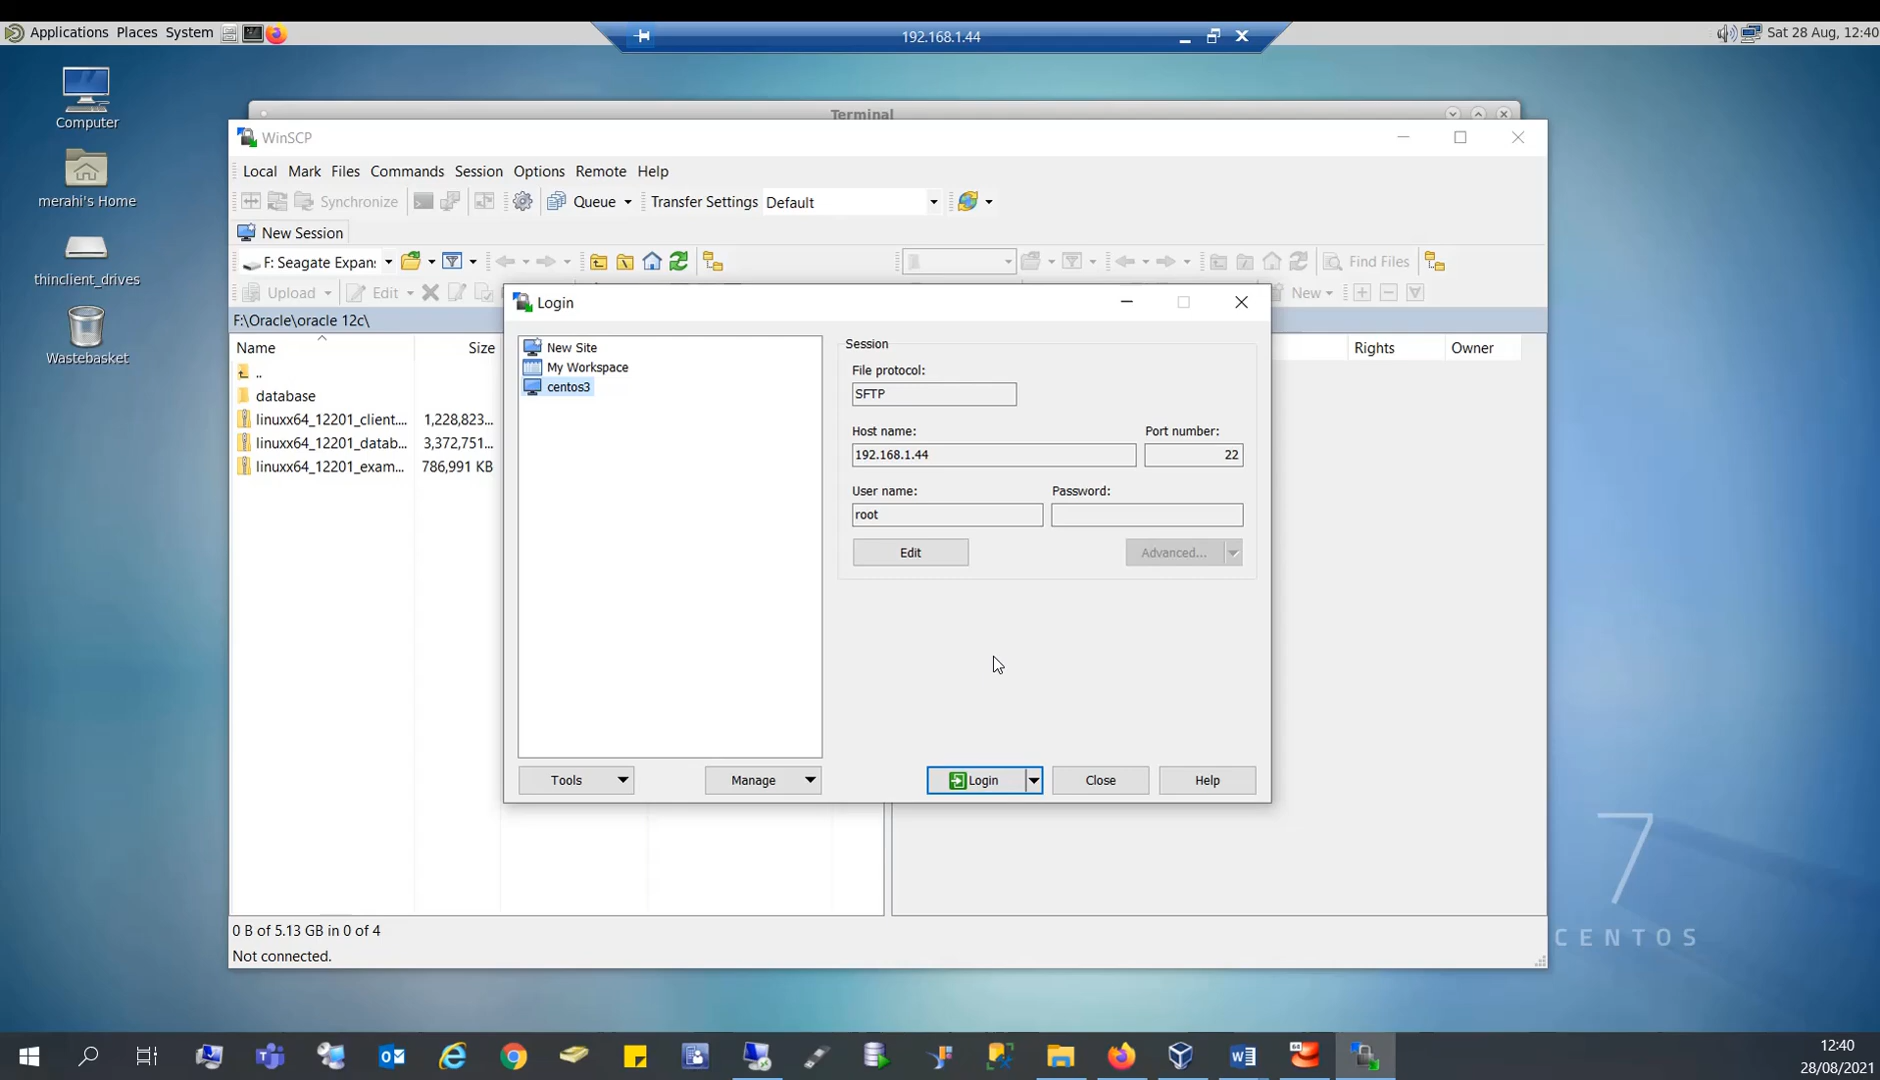 Applications Places System
192.168.1.44
Sat 28 Aug, 12:40
Computer
merahi's Home
thinclient_drives
Wastebasket
Terminal
WinSCP
Local Mark Files Commands Session Options Remote Help
Synchronize
Queue
Transfer Settings Default
New Session
F: Seagate Expan:
Find Files
Upload
Edit
New
F:\Oracle\oracle 12c\
Name Size
Rights Owner
..
database
linuxx64_12201_client.... 1,228,823...
linuxx64_12201_datab... 3,372,751...
linuxx64_12201_exam... 786,991 KB
Login
New Site
My Workspace
centos3
Session
File protocol:
SFTP
Host name: Port number:
192.168.1.44 22
User name: Password:
root
Edit Advanced...
Tools Manage Login Close Help
0 B of 5.13 GB in 0 of 4
Not connected.
7
CENTOS
12:40
28/08/2021